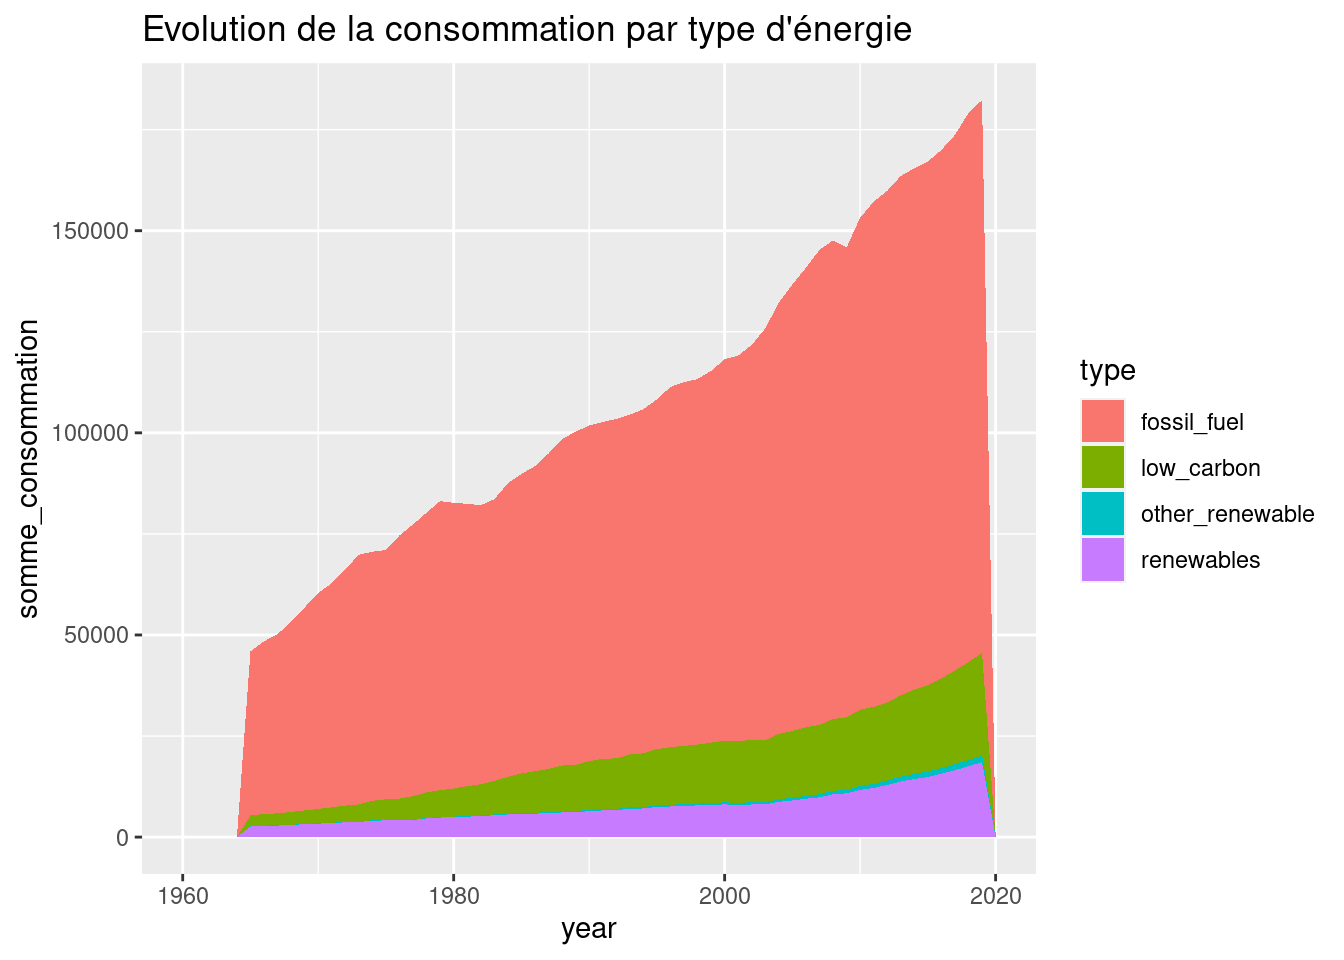 Evolution de la consommation par type d'énergie
somme_consommation
150000
100000
50000
0
1960
1980
2000
2020
year
type
fossil_fuel
low_carbon
other_renewable
renewables